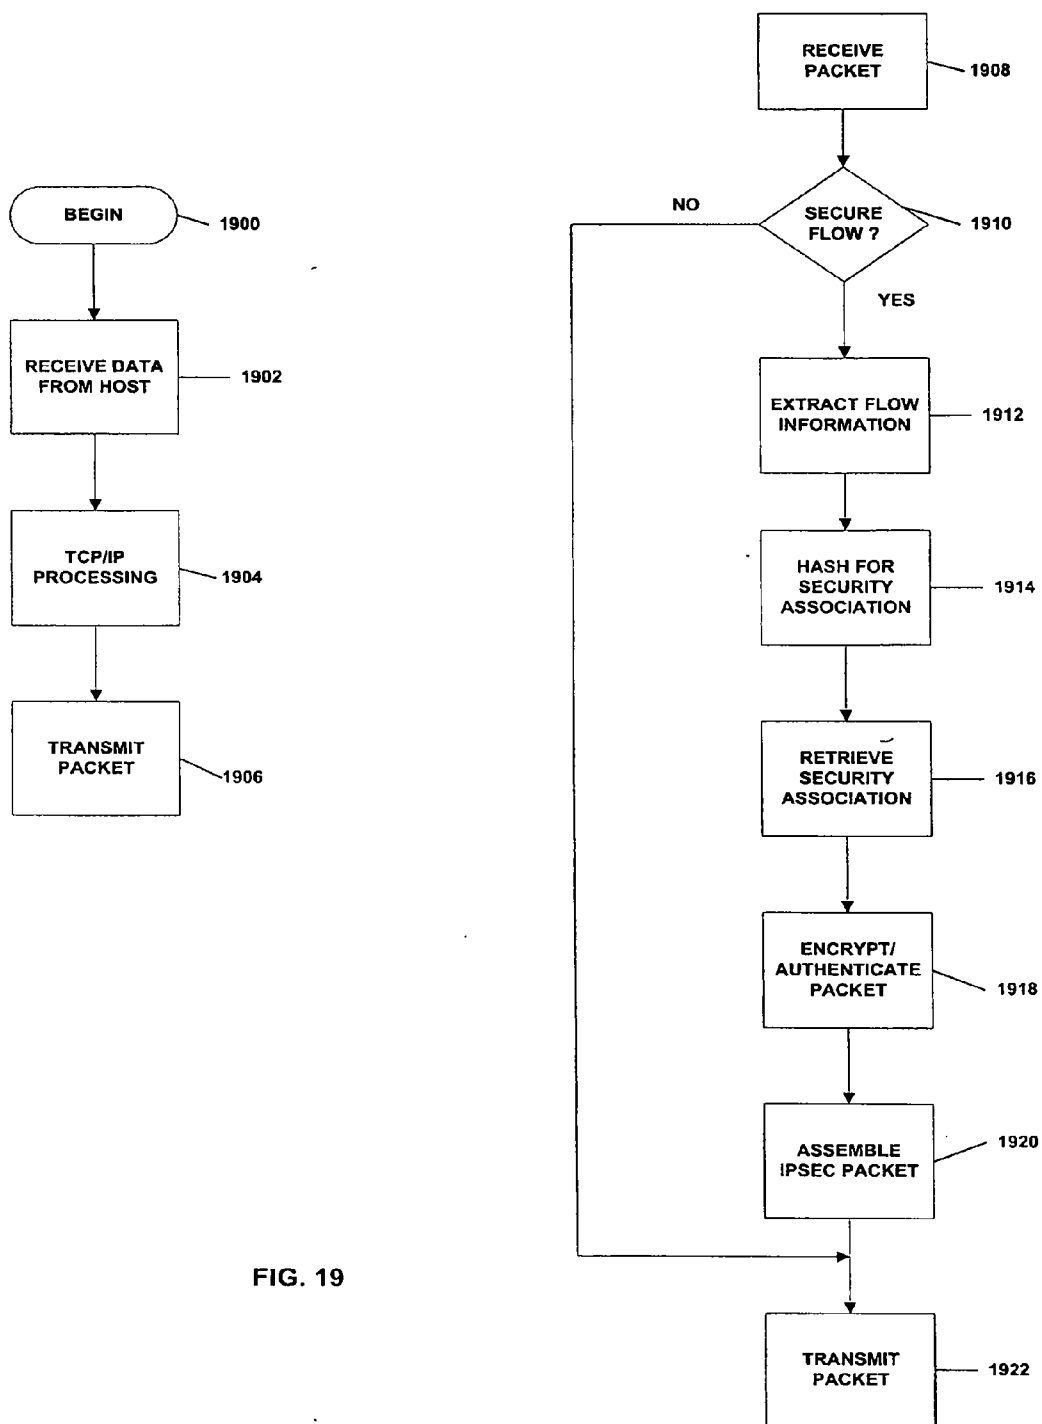 BEGIN
1900
RECEIVE DATA
FROM HOST
1902
TCP/IP
PROCESSING
1904
TRANSMIT
PACKET
1906
RECEIVE
PACKET
1908
SECURE
FLOW ?
1910
NO
YES
EXTRACT FLOW
INFORMATION
1912
HASH FOR
SECURITY
ASSOCIATION
1914
RETRIEVE
SECURITY
ASSOCIATION
1916
ENCRYPT/
AUTHENTICATE
PACKET
1918
ASSEMBLE
IPSEC PACKET
1920
TRANSMIT
PACKET
1922
FIG. 19